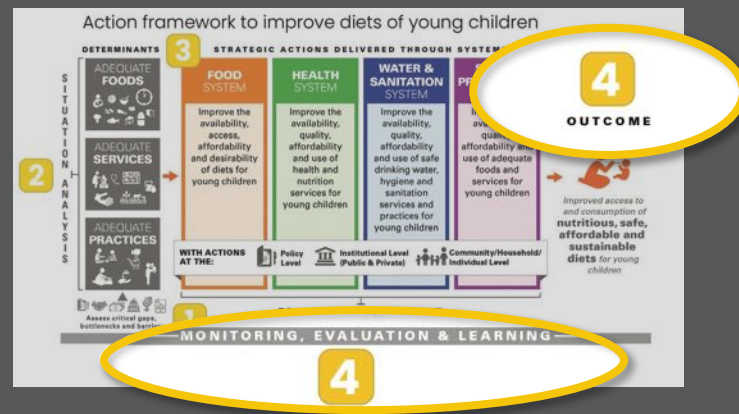 Action framework to improve diets of young children
DETERMINANTS
3
STRATEGIC ACTIONS DELIVERED THROUGH SYSTEM
4
OUTCOME
SITUATION ANALYSIS
2
ADEQUATE
FOODS
ADEQUATE
SERVICES
ADEQUATE
PRACTICES
Assess critical gaps,
bottlenecks and barriers
FOOD
SYSTEM
Improve the
availability,
access,
affordability
and desirability
of diets for
young children
HEALTH
SYSTEM
Improve the
availability,
quality,
affordability
and use of
health and
nutrition
services for
young children
WATER &
SANITATION
SYSTEM
Improve the
availability,
quality,
affordability
and use of safe
drinking water,
hygiene and
sanitation
services and
practices for
young children
affordability and
use of adequate
foods and
services for
young children
Improved access to
and consumption of
nutritious, safe,
affordable and
sustainable
diets for young
children
WITH ACTIONS
AT THE:
Policy
Level
Institutional Level
(Public & Private)
Community/Household/
Individual Level
1
MONITORING, EVALUATION & LEARNING
4